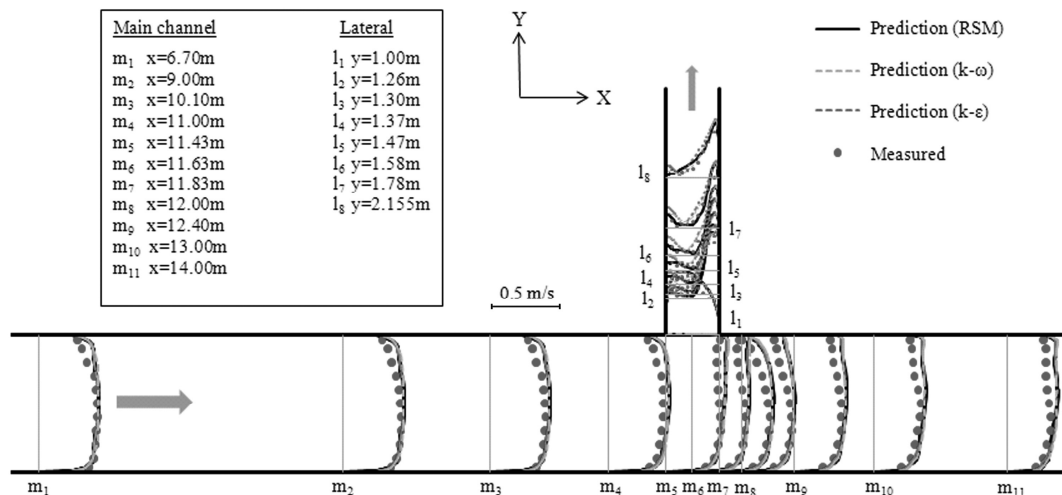 Main channel
m₁ x=6.70m
m₂ x=9.00m
m₃ x=10.10m
m₄ x=11.00m
m₅ x=11.43m
m₆ x=11.63m
m₇ x=11.83m
m₈ x=12.00m
m₉ x=12.40m
m₁₀ x=13.00m
m₁₁ x=14.00m
Lateral
l₁ y=1.00m
l₂ y=1.26m
l₃ y=1.30m
l₄ y=1.37m
l₅ y=1.47m
l₆ y=1.58m
l₇ y=1.78m
l₈ y=2.155m
Y
X
Prediction (RSM)
Prediction (k-ω)
Prediction (k-ε)
Measured
l₈
l₇
l₆
l₅
l₄
l₃
l₂
l₁
0.5 m/s
m₁
m₂
m₃
m₄
m₅
m₆
m₇
m₈
m₉
m₁₀
m₁₁